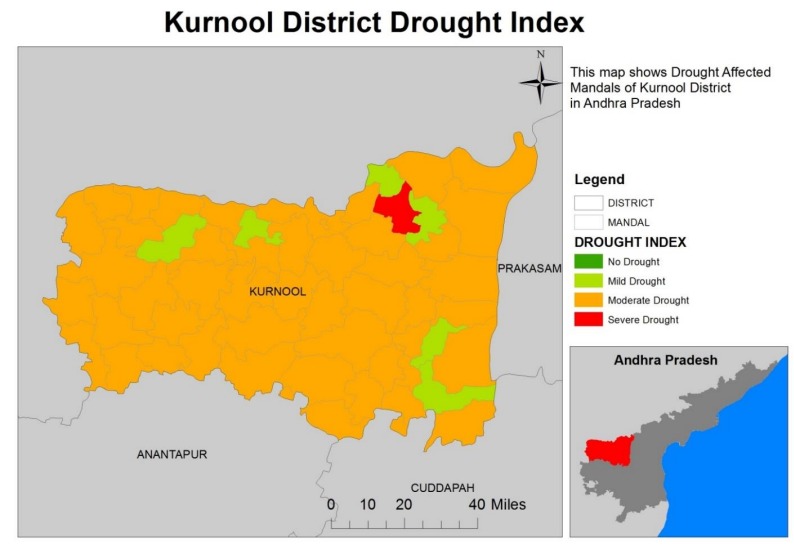 Kurnool District Drought Index
N
This map shows Drought Affected
Mandals of Kurnool District
in Andhra Pradesh
Legend
DISTRICT
MANDAL
DROUGHT INDEX
No Drought
Mild Drought
Moderate Drought
Severe Drought
PRAKASAM
KURNOOL
Andhra Pradesh
ANANTAPUR
CUDDAPAH
0 10 20 40 Miles